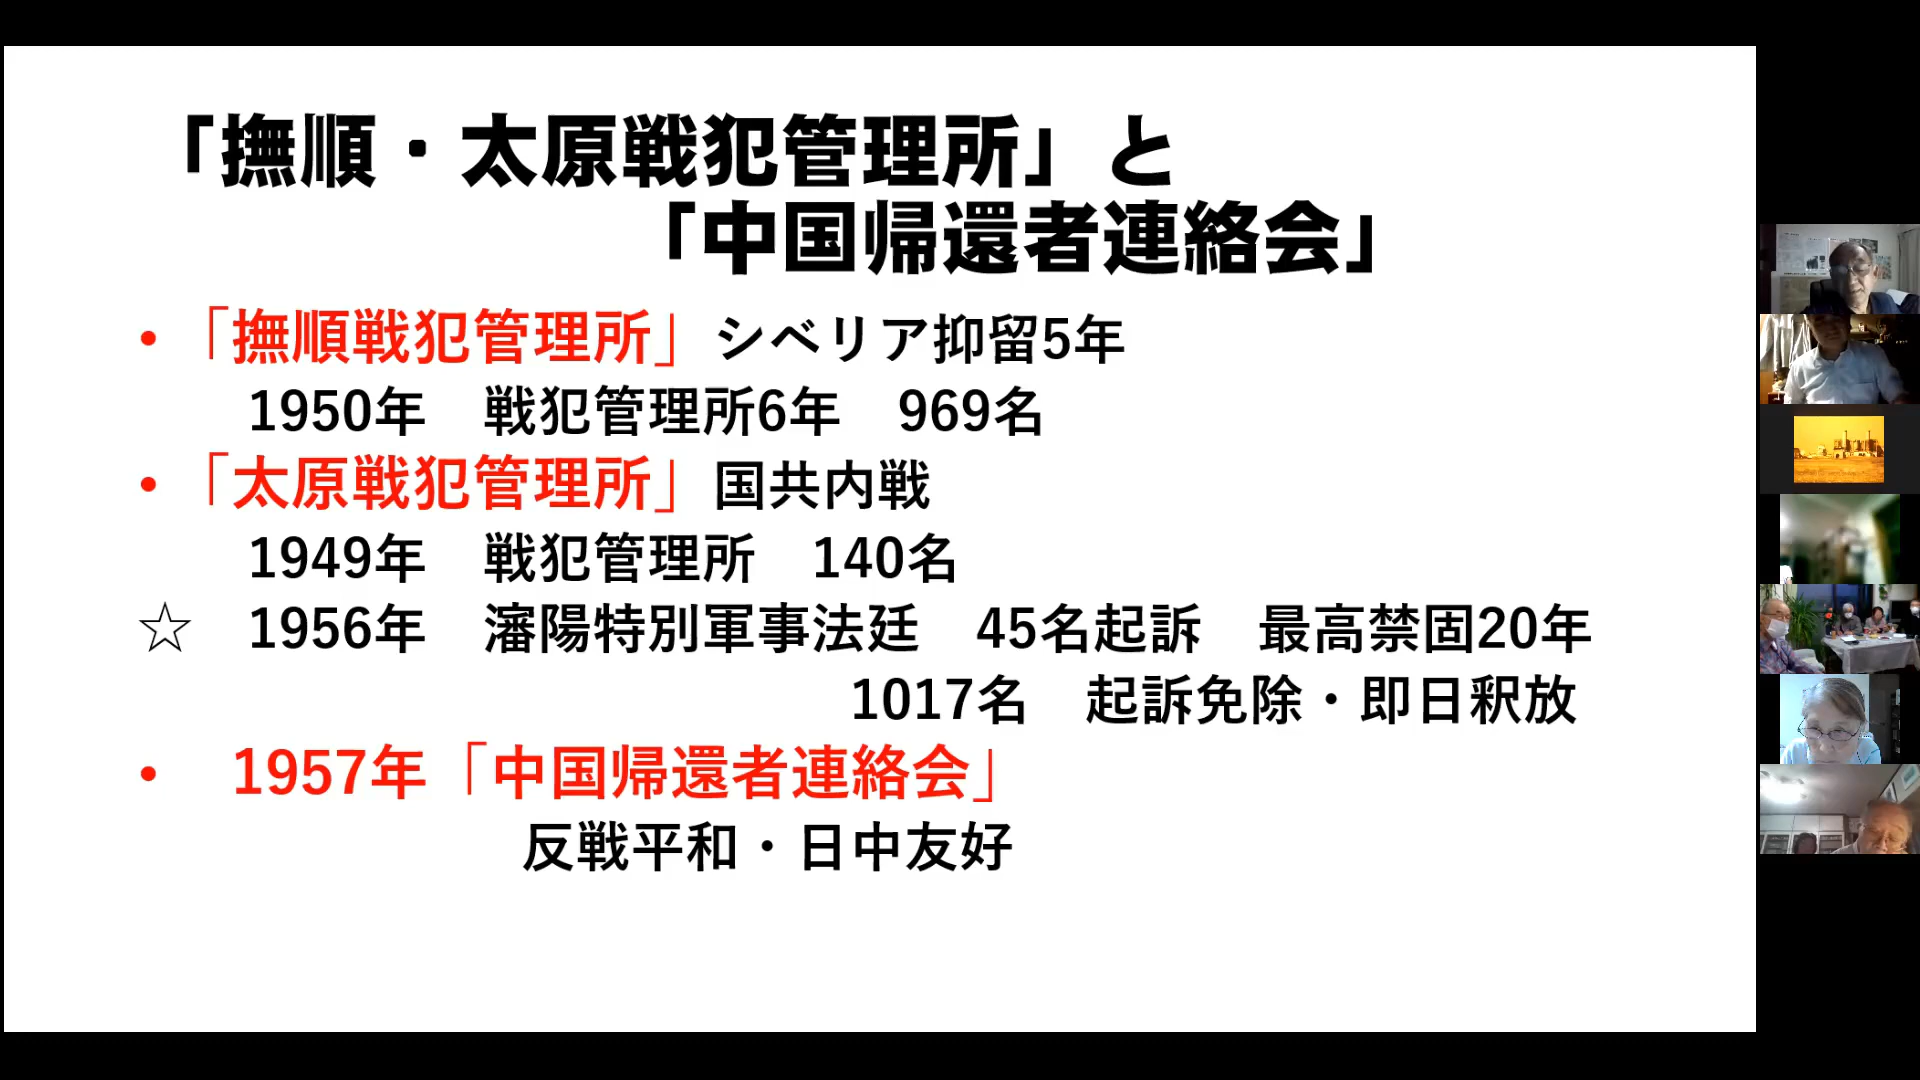 「撫順・太原戦犯管理所」と
「中国帰還者連絡会」
・「撫順戦犯管理所」シベリア抑留5年
1950年　戦犯管理所6年　969名
・「太原戦犯管理所」国共内戦
1949年　戦犯管理所　140名
☆　1956年　瀋陽特別軍事法廷　45名起訴　最高禁固20年
1017名　起訴免除・即日釈放
・　1957年「中国帰還者連絡会」
反戦平和・日中友好